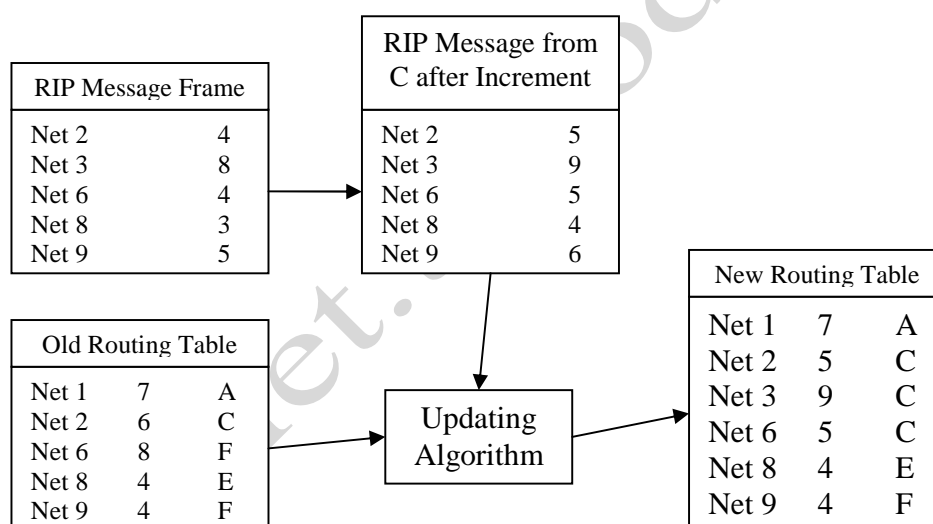 RIP Message Frame
Net 2 4
Net 3 8
Net 6 4
Net 8 3
Net 9 5
RIP Message from
C after Increment
Net 2 5
Net 3 9
Net 6 5
Net 8 4
Net 9 6
Old Routing Table
Net 1 7 A
Net 2 6 C
Net 6 8 F
Net 8 4 E
Net 9 4 F
Updating
Algorithm
New Routing Table
Net 1 7 A
Net 2 5 C
Net 3 9 C
Net 6 5 C
Net 8 4 E
Net 9 4 F